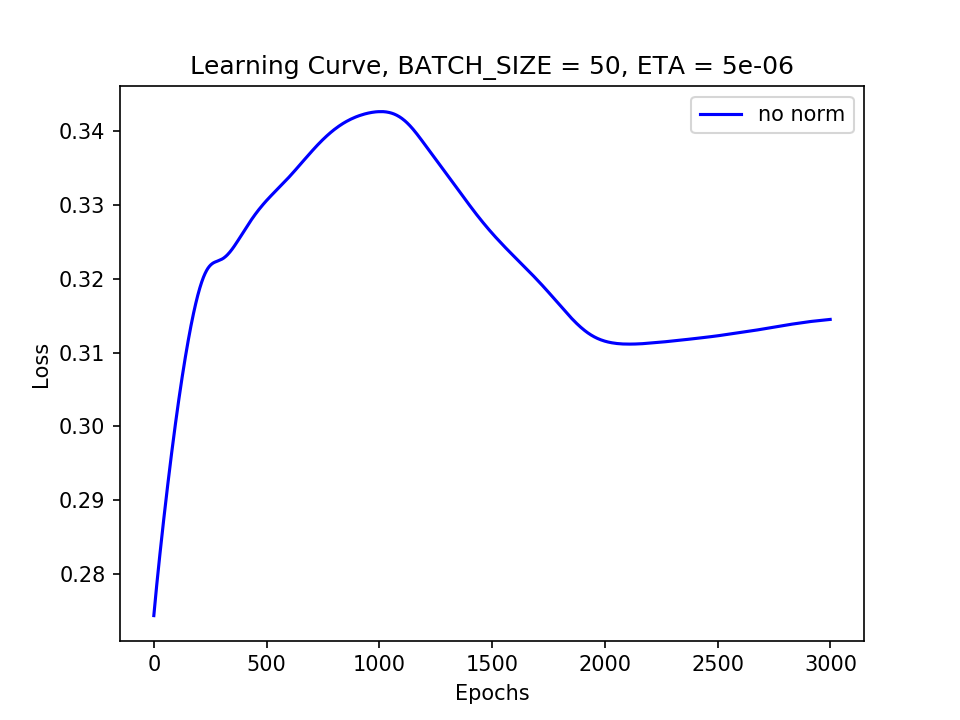 Learning Curve, BATCH_SIZE = 50, ETA = 5e-06
no norm
0.34
0.33
0.32
0.31
0.30
0.29
0.28
Loss
0 500 1000 1500 2000 2500 3000
Epochs